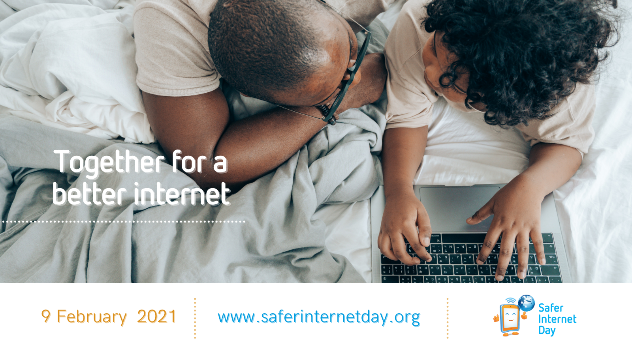 Together for a
better internet
9 February 2021
www.saferinternetday.org
Safer
Internet
Day